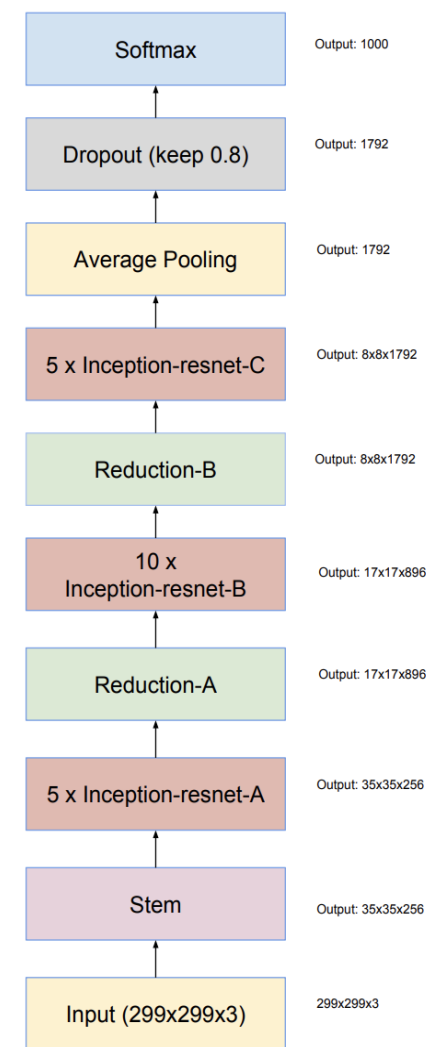 Softmax
Output: 1000
Dropout (keep 0.8)
Output: 1792
Average Pooling
Output: 1792
5 x Inception-resnet-C
Output: 8x8x1792
Reduction-B
Output: 8x8x1792
10 x
Inception-resnet-B
Output: 17x17x896
Reduction-A
Output: 17x17x896
5 x Inception-resnet-A
Output: 35x35x256
Stem
Output: 35x35x256
Input (299x299x3)
299x299x3